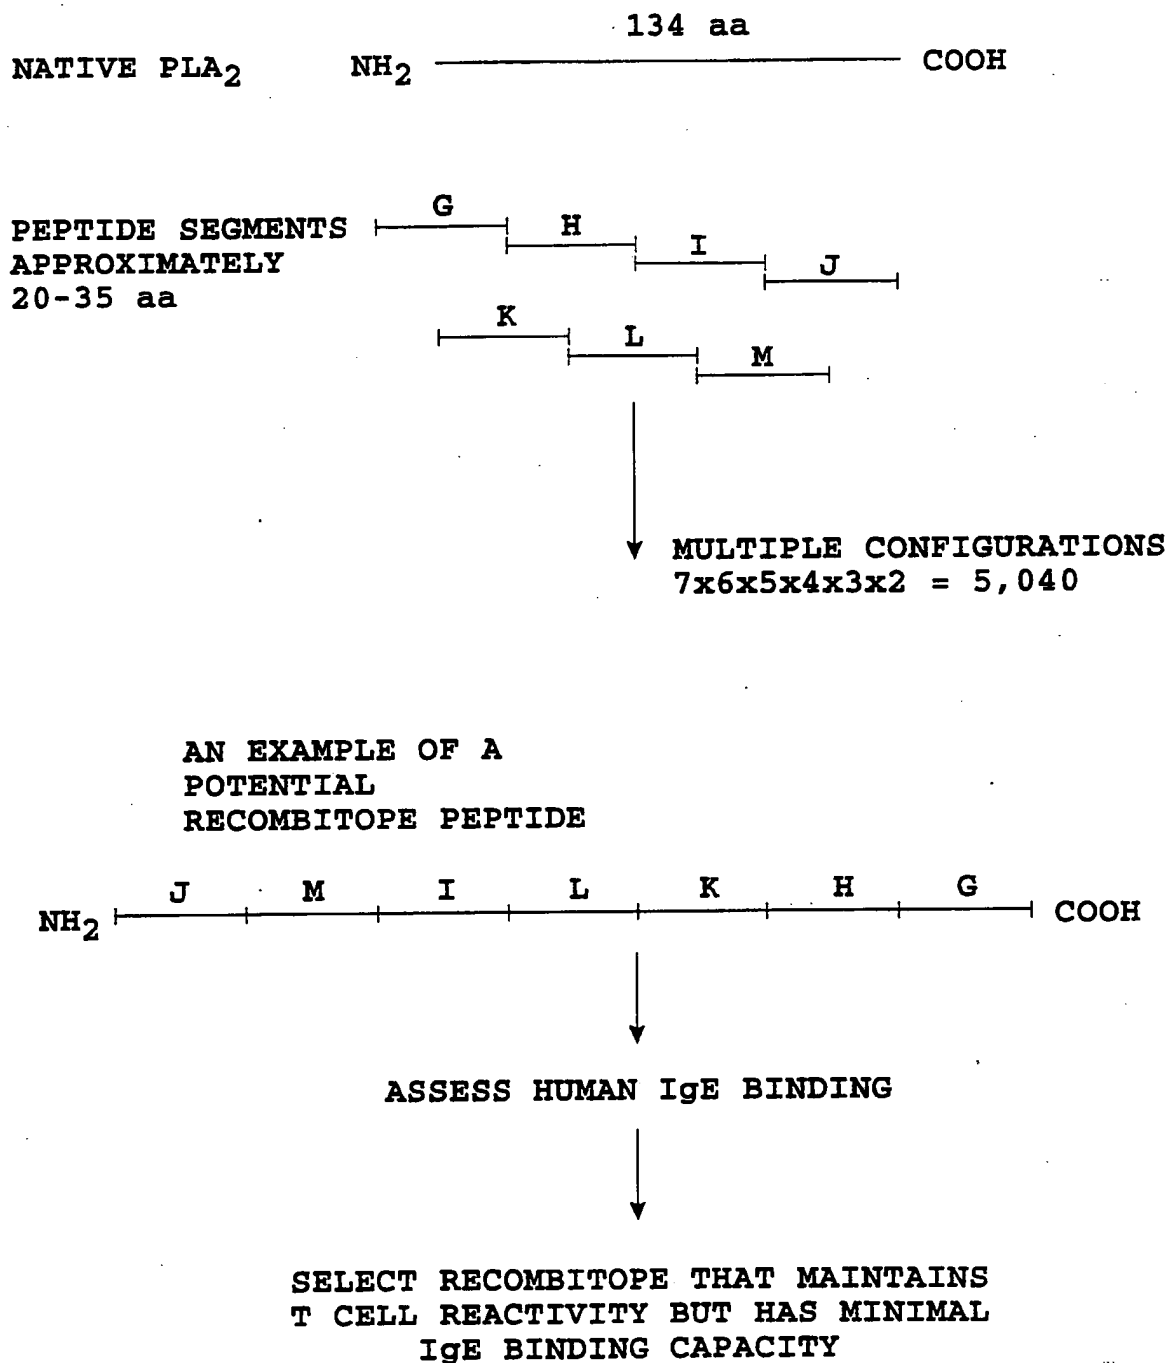 134 aa
NATIVE PLA2 NH2 COOH
G
H
I
J
PEPTIDE SEGMENTS
APPROXIMATELY
20-35 aa
K
L
M
MULTIPLE CONFIGURATIONS
7x6x5x4x3x2 = 5,040
AN EXAMPLE OF A
POTENTIAL
RECOMBITOPE PEPTIDE
J M I L K H G
NH2 COOH
ASSESS HUMAN IgE BINDING
SELECT RECOMBITOPE THAT MAINTAINS
T CELL REACTIVITY BUT HAS MINIMAL
IgE BINDING CAPACITY